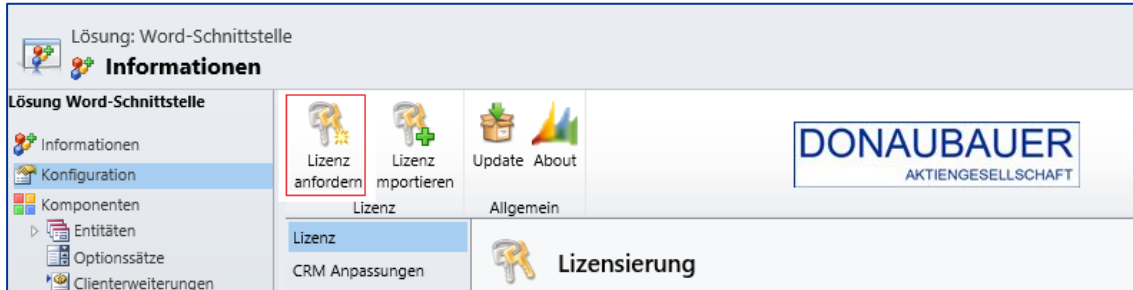 Lösung: Word-Schnittstelle
Informationen
Lösung Word-Schnittstelle
Informationen
Konfiguration
Komponenten
Entitäten
Optionssätze
Clienterweiterungen
Lizenz
anfordern
Lizenz
mportieren
Update
About
Lizenz
Allgemein
DONAUBAUER
AKTIENGESELLSCHAFT
Lizenz
CRM Anpassungen
Lizensierung